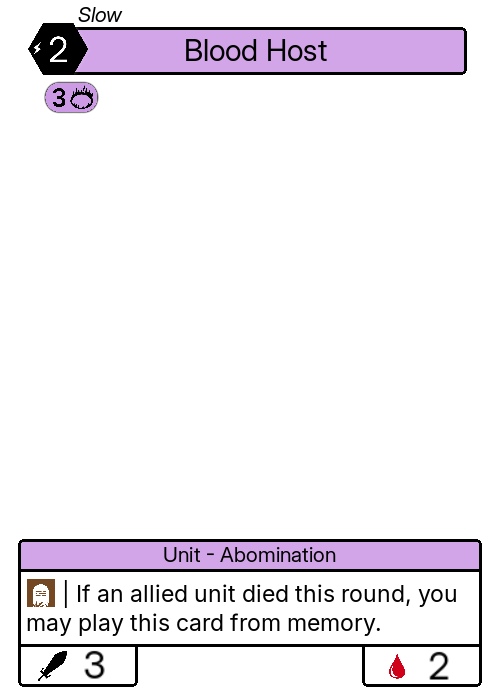 Slow
2 Blood Host
3
Unit - Abomination
| If an allied unit died this round, you
may play this card from memory.
3 2